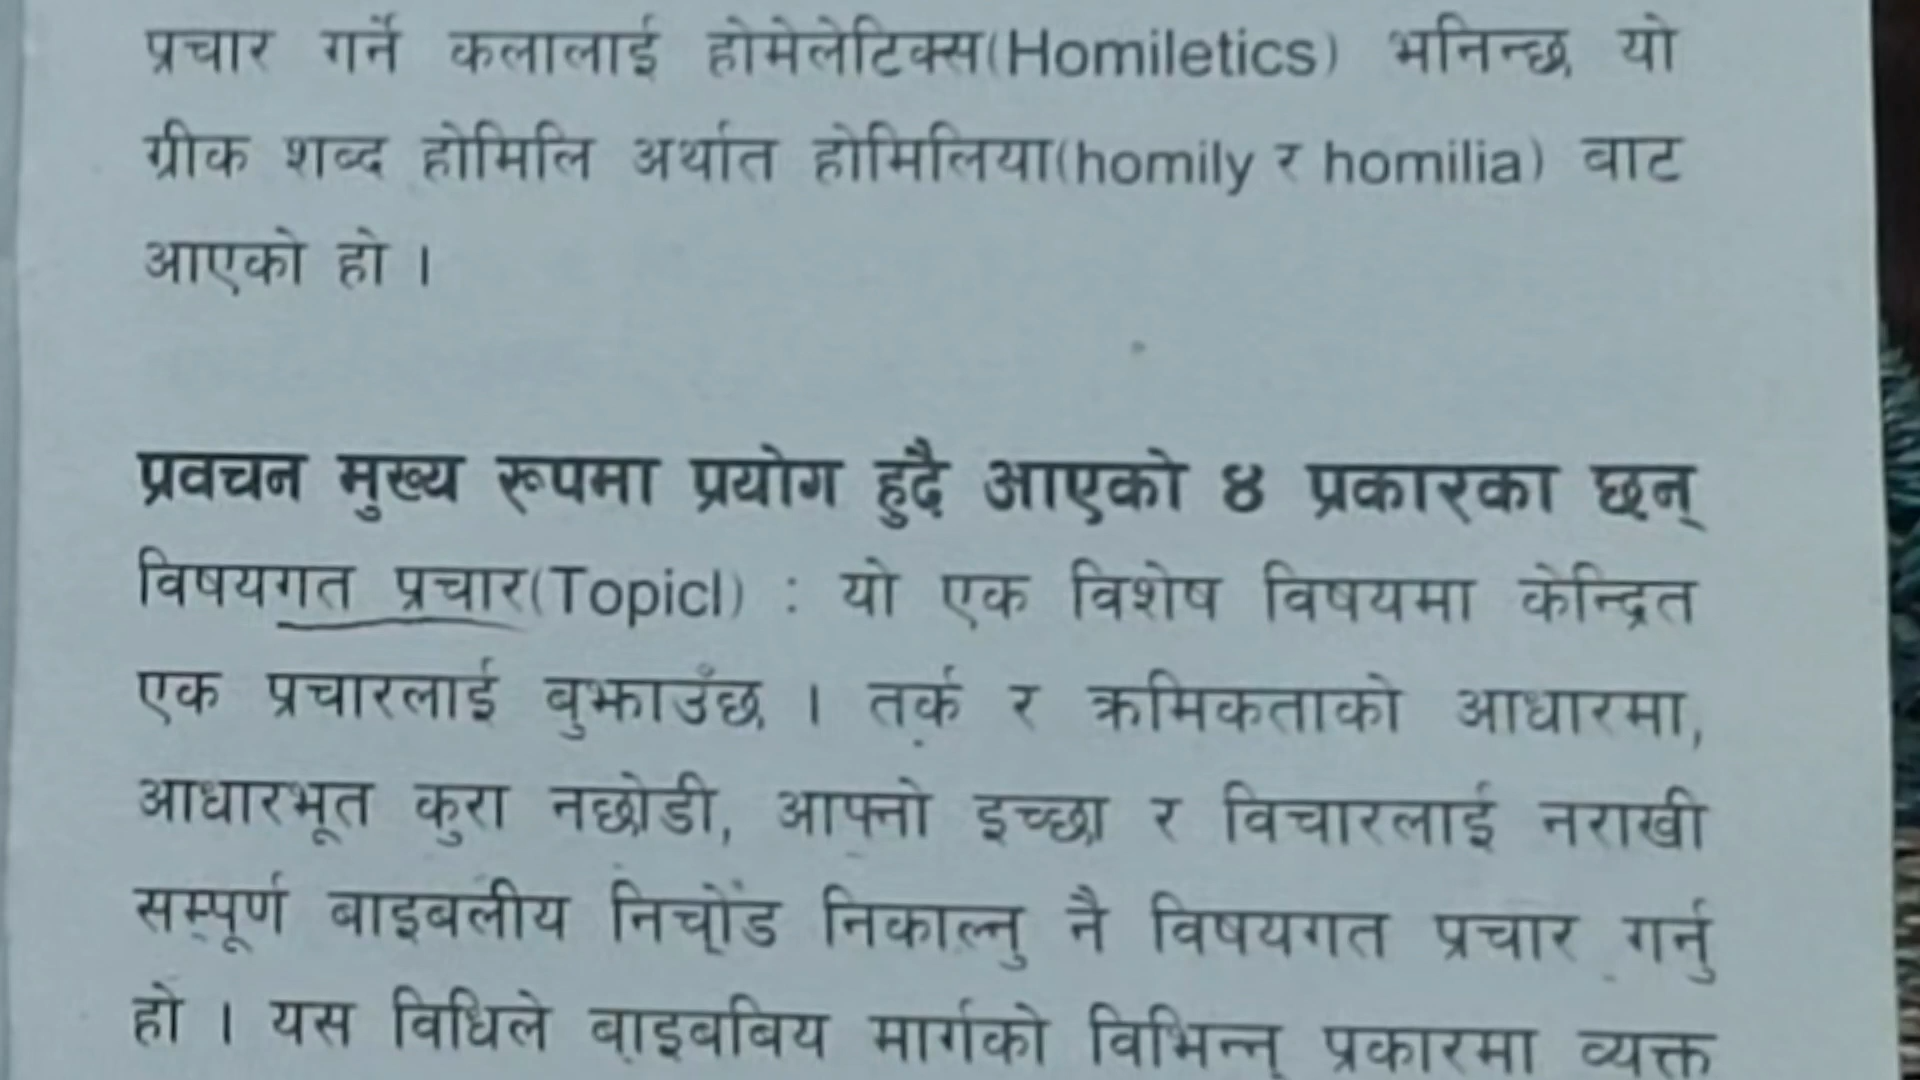 प्रचार गर्ने कलालाई होमेलेटिक्स(Homiletics) भनिन्छ यो
ग्रीक शब्द होमिलि अर्थात होमिलिया(homily र homilia) वाट
आएको हो ।
प्रवचन मुख्य रूपमा प्रयोग हुदै आएको ४ प्रकारका छन्
विषयगत प्रचार(Topicl) : यो एक विशेष विषयमा केन्द्रित
एक प्रचारलाई बुझाउँछ । तर्क र क्रमिकताको आधारमा,
आधारभूत कुरा नछोडी, आफ्नो इच्छा र विचारलाई नराखी
सम्पूर्ण बाइबलीय निचोंड निकाल्नु नै विषयगत प्रचार गर्नु
हो । यस विधिले बाइबबिय मार्गको विभिन्न् प्रकारमा व्यक्त